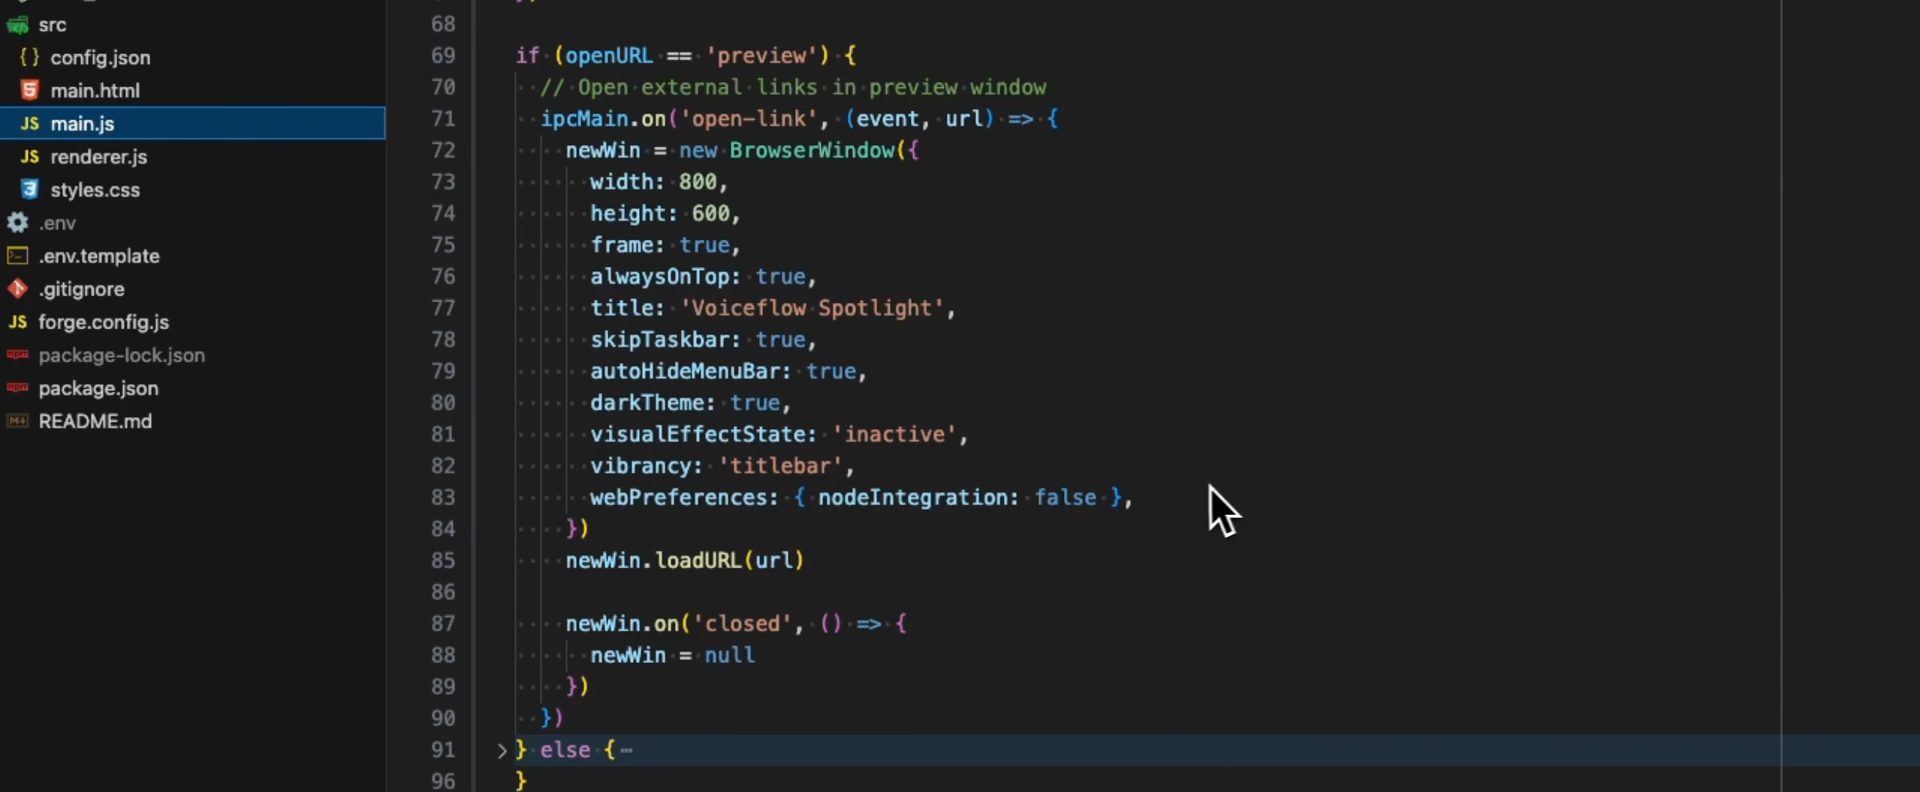 src
config.json
main.html
main.js
renderer.js
styles.css
.env
.env.template
.gitignore
forge.config.js
package-lock.json
package.json
README.md
68
69 if (openURL == 'preview') {
70 // Open external links in preview window
71 ipcMain.on('open-link', (event, url) => {
72 newWin = new BrowserWindow({
73 width: 800,
74 height: 600,
75 frame: true,
76 alwaysOnTop: true,
77 title: 'Voiceflow Spotlight',
78 skipTaskbar: true,
79 autoHideMenuBar: true,
80 darkTheme: true,
81 visualEffectState: 'inactive',
82 vibrancy: 'titlebar',
83 webPreferences: { nodeIntegration: false },
84 })
85 newWin.loadURL(url)
86
87 newWin.on('closed', () => {
88 newWin = null
89 })
90 })
91 } else {
96 }